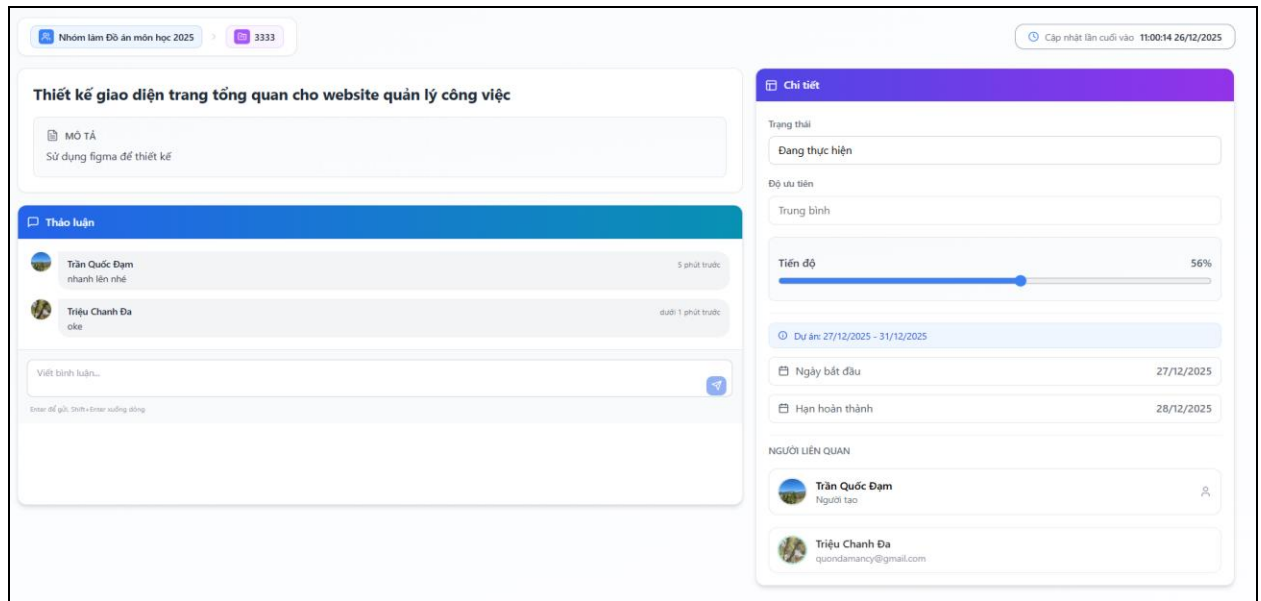 Nhóm làm Đồ án môn học 2025 > 3333
Cập nhật lần cuối vào 11:00:14 26/12/2025
Thiết kế giao diện trang tổng quan cho website quản lý công việc
MÔ TẢ
Sử dụng figma để thiết kế
Thảo luận
Trần Quốc Đạm
5 phút trước
nhanh lên nhé
Triệu Chanh Đa
dưới 1 phút trước
oke
Viết bình luận...
Enter để gửi, Shift+Enter xuống dòng
Chi tiết
Trạng thái
Đang thực hiện
Độ ưu tiên
Trung bình
Tiến độ 56%
Dự án: 27/12/2025 - 31/12/2025
Ngày bắt đầu 27/12/2025
Hạn hoàn thành 28/12/2025
NGƯỜI LIÊN QUAN
Trần Quốc Đạm
Người tạo
Triệu Chanh Đa
quondamancy@gmail.com